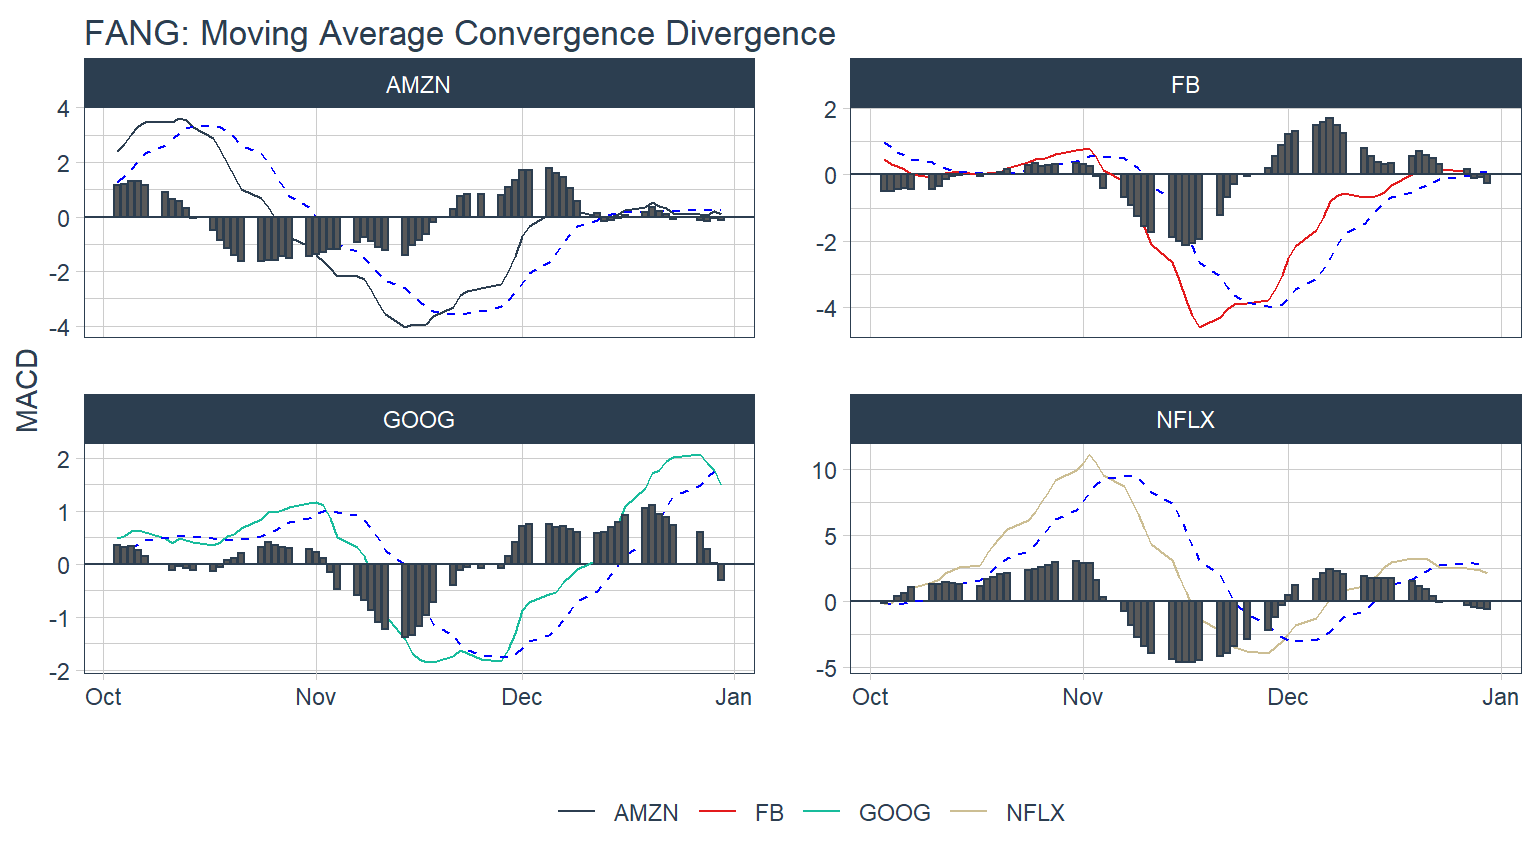 FANG: Moving Average Convergence Divergence
MACD
AMZN
4
2
0
-2
-4
FB
2
0
-2
-4
GOOG
2
1
0
-1
-2
Oct Nov Dec Jan
NFLX
10
5
0
-5
Oct Nov Dec Jan
AMZN FB GOOG NFLX